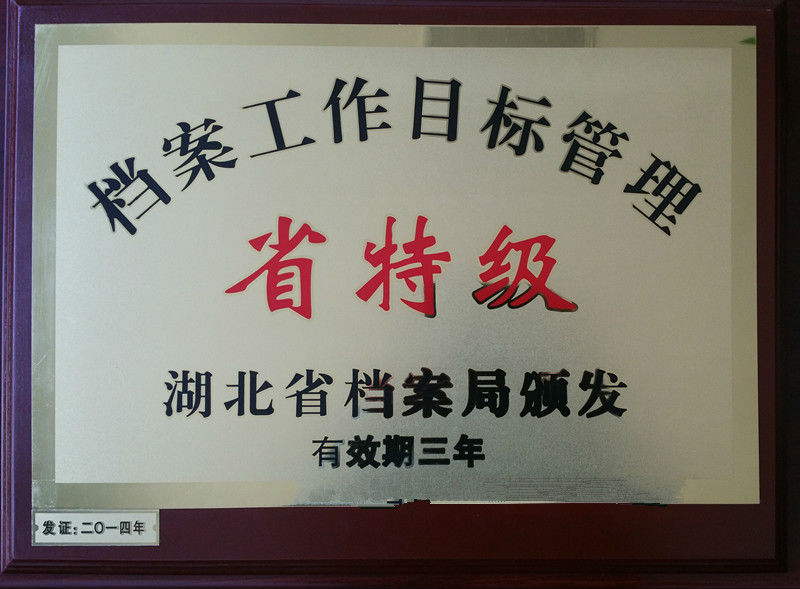 档案工作目标管理
省特级
湖北省档案局颁发
有效期三年
发证：二〇一四年